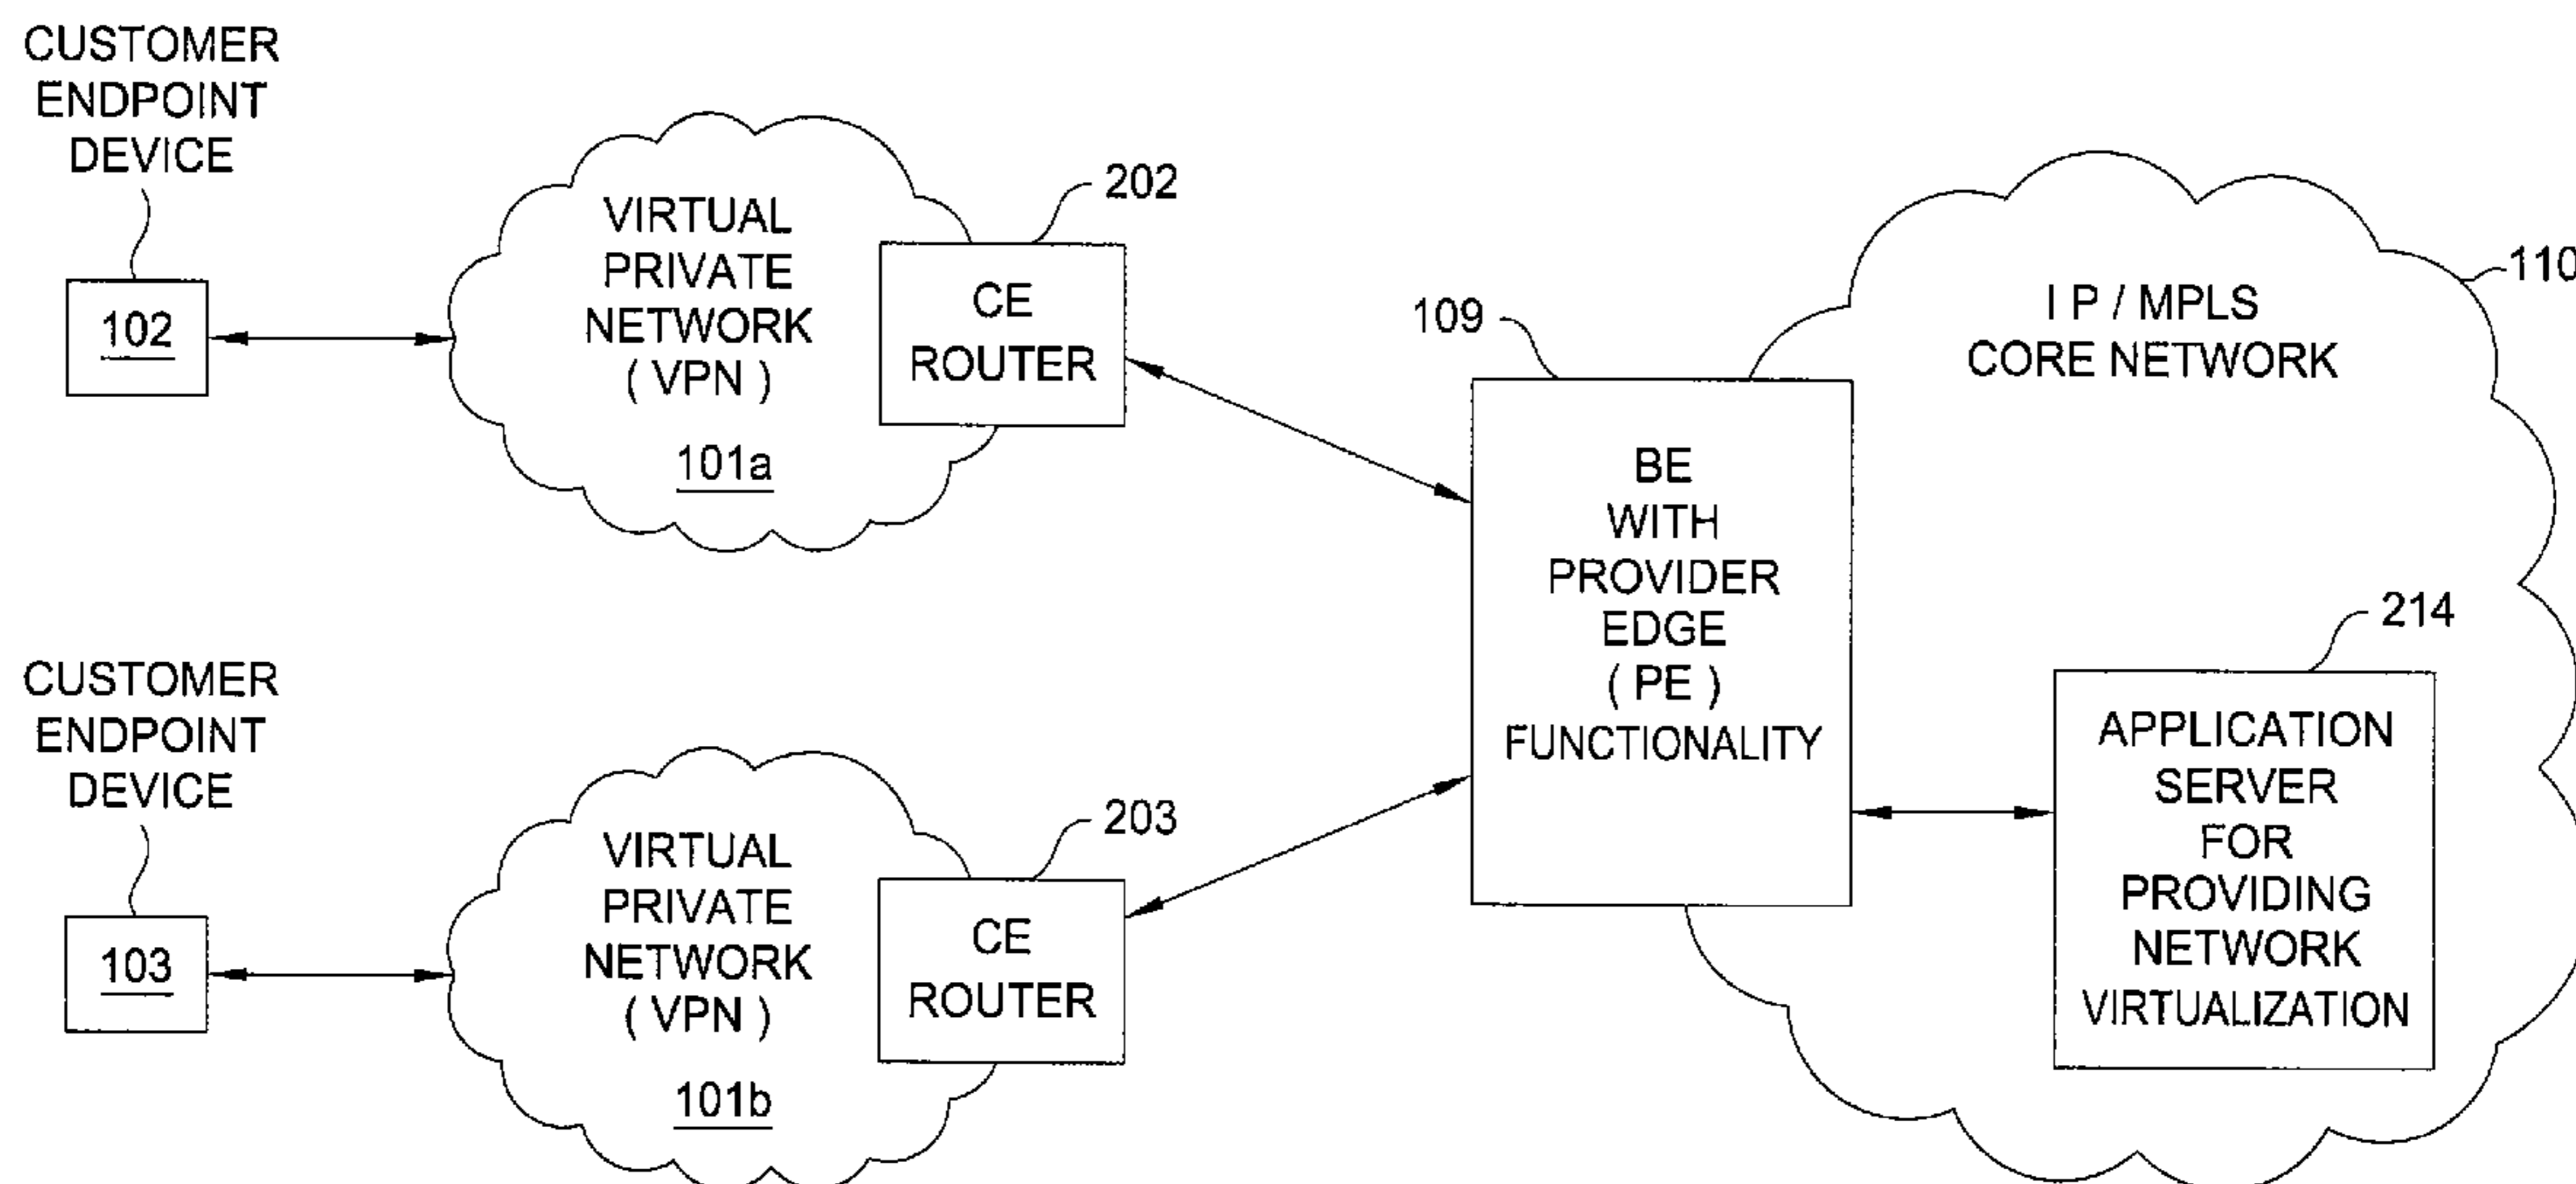 CUSTOMER
ENDPOINT
DEVICE
102
VIRTUAL
PRIVATE
NETWORK
( VPN )
101a
202
CE
ROUTER
109
BE
WITH
PROVIDER
EDGE
( PE )
FUNCTIONALITY
I P / MPLS
CORE NETWORK
110
214
APPLICATION
SERVER
FOR
PROVIDING
NETWORK
VIRTUALIZATION
CUSTOMER
ENDPOINT
DEVICE
103
VIRTUAL
PRIVATE
NETWORK
( VPN )
101b
203
CE
ROUTER